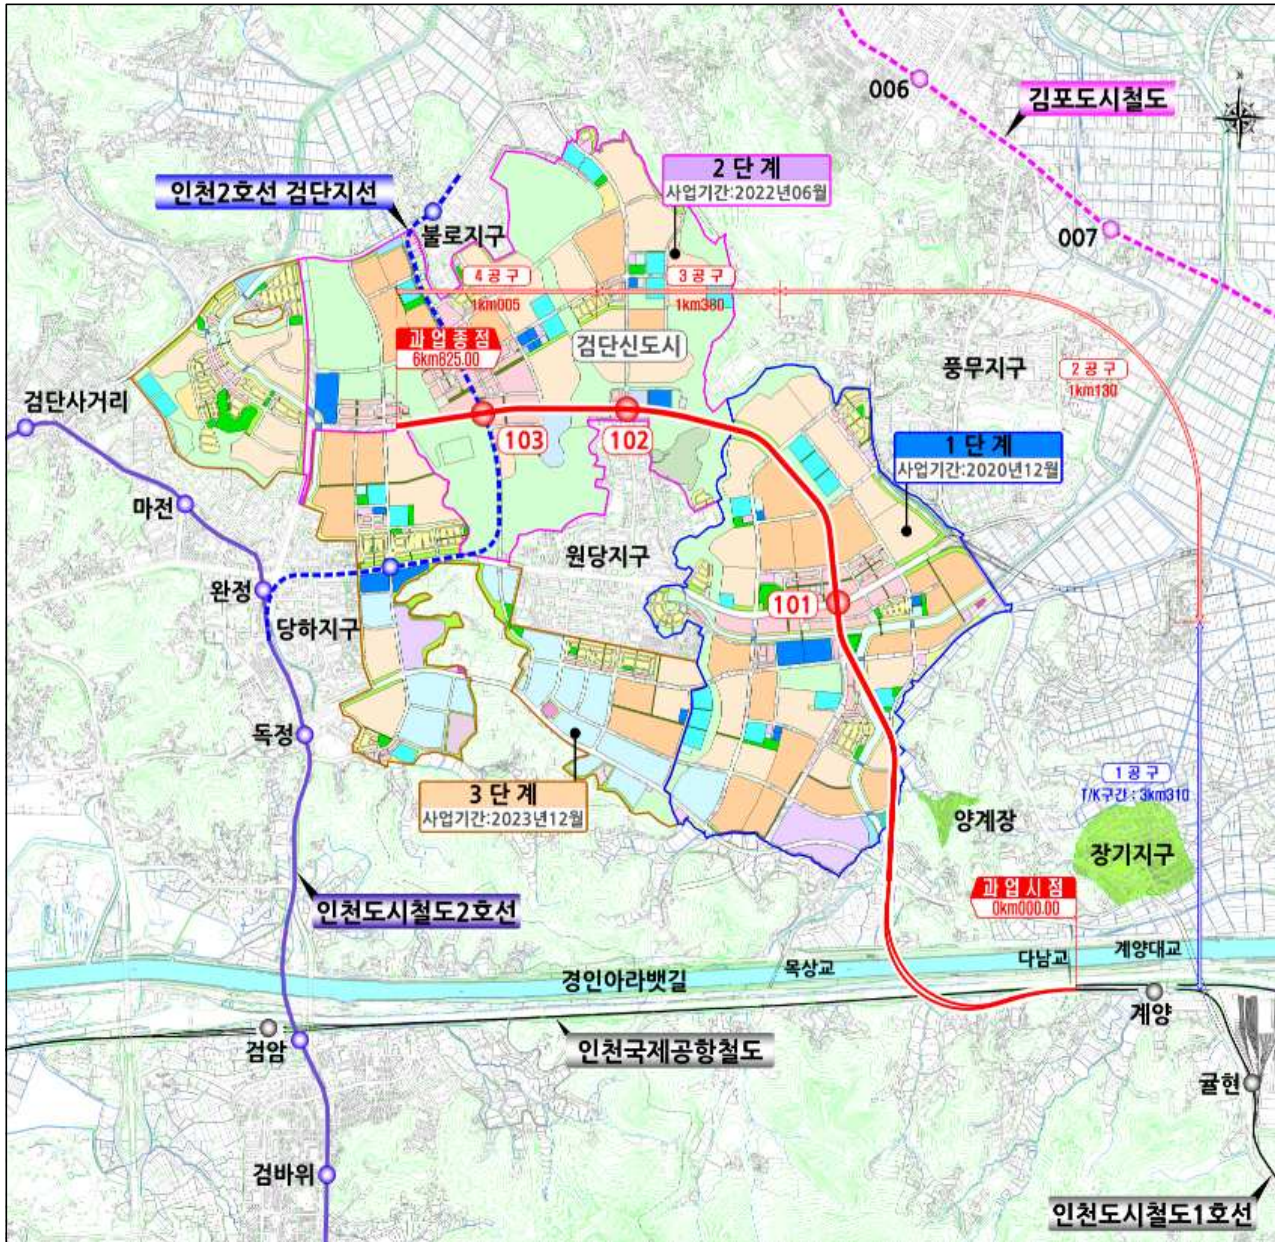 006
김포도시철도
2 단 계
사업기간:2022년06월
인천2호선 검단지선
불로지구
007
4 공 구
1km005
3 공 구
1km380
과 업 종 점
6km825.00
검단신도시
풍무지구
2 공 구
1km130
검단사거리
103
102
1 단 계
사업기간:2020년12월
마전
원당지구
완정
101
당하지구
독정
3 단 계
사업기간:2023년12월
1 공 구
T/K구간 : 3km310
양계장
장기지구
과 업 시 점
0km000.00
인천도시철도2호선
목상교
다남교
계양대교
경인아라뱃길
계양
검암
인천국제공항철도
귤현
검바위
인천도시철도1호선